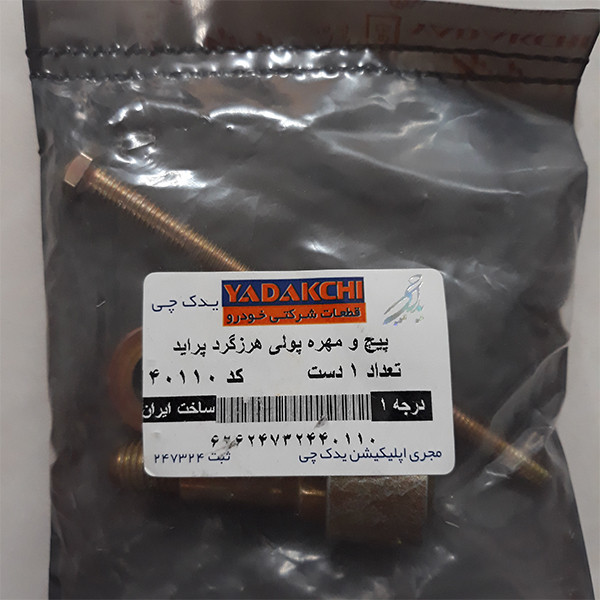 یدک چی YADAKCHI
قطعات شرکتی خودرو
پیچ و مهره پولی هرزگرد پراید
تعداد ۱ دست کد ۴۰۱۱۰
درجه ۱ ساخت ایران
۶۲۶۲۴۷۳۲۴۴۰۱۱۰
مجری اپلیکیشن یدک چی ثبت ۲۴۷۳۲۴